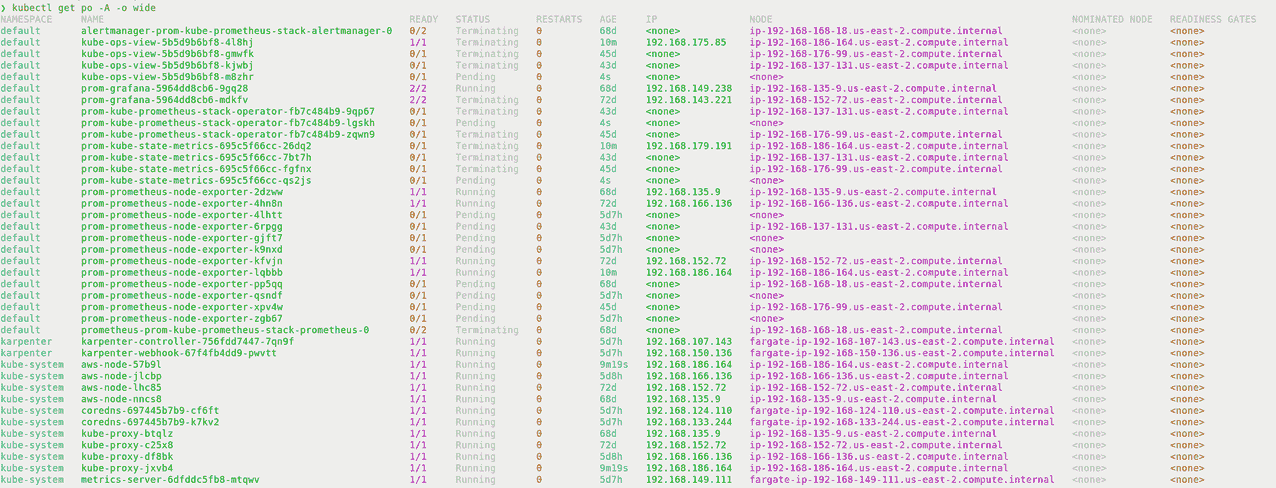 ❯ kubectl get po -A -o wide
NAMESPACE NAME READY STATUS RESTARTS AGE IP NODE NOMINATED NODE READINESS GATES
default alertmanager-prom-kube-prometheus-stack-alertmanager-0 0/2 Terminating 0 68d <none> ip-192-168-168-18.us-east-2.compute.internal <none> <none>
default kube-ops-view-5b5d9b6bf8-4l8hj 1/1 Terminating 0 10m 192.168.175.85 ip-192-168-186-164.us-east-2.compute.internal <none> <none>
default kube-ops-view-5b5d9b6bf8-gmwfk 0/1 Terminating 0 45d <none> ip-192-168-176-99.us-east-2.compute.internal <none> <none>
default kube-ops-view-5b5d9b6bf8-kjwbj 0/1 Terminating 0 43d <none> ip-192-168-137-131.us-east-2.compute.internal <none> <none>
default kube-ops-view-5b5d9b6bf8-m8zhr 0/1 Pending 0 4s <none> <none> <none> <none>
default prom-grafana-5964dd8cb6-9gq28 2/2 Running 0 68d 192.168.149.238 ip-192-168-135-9.us-east-2.compute.internal <none> <none>
default prom-grafana-5964dd8cb6-mdkfv 2/2 Terminating 0 72d 192.168.143.221 ip-192-168-152-72.us-east-2.compute.internal <none> <none>
default prom-kube-prometheus-stack-operator-fb7c484b9-9qp67 0/1 Terminating 0 43d <none> ip-192-168-137-131.us-east-2.compute.internal <none> <none>
default prom-kube-prometheus-stack-operator-fb7c484b9-lgskh 0/1 Pending 0 4s <none> <none> <none> <none>
default prom-kube-prometheus-stack-operator-fb7c484b9-zqwn9 0/1 Terminating 0 45d <none> ip-192-168-176-99.us-east-2.compute.internal <none> <none>
default prom-kube-state-metrics-695c5f66cc-26dq2 0/1 Terminating 0 10m 192.168.179.191 ip-192-168-186-164.us-east-2.compute.internal <none> <none>
default prom-kube-state-metrics-695c5f66cc-7bt7h 0/1 Terminating 0 43d <none> ip-192-168-137-131.us-east-2.compute.internal <none> <none>
default prom-kube-state-metrics-695c5f66cc-fgfnx 0/1 Terminating 0 45d <none> ip-192-168-176-99.us-east-2.compute.internal <none> <none>
default prom-kube-state-metrics-695c5f66cc-qs2js 0/1 Pending 0 4s <none> <none> <none> <none>
default prom-prometheus-node-exporter-2dzww 1/1 Running 0 68d 192.168.135.9 ip-192-168-135-9.us-east-2.compute.internal <none> <none>
default prom-prometheus-node-exporter-4hn8n 1/1 Running 0 72d 192.168.166.136 ip-192-168-166-136.us-east-2.compute.internal <none> <none>
default prom-prometheus-node-exporter-4lhtt 0/1 Pending 0 5d7h <none> <none> <none> <none>
default prom-prometheus-node-exporter-6rpgg 0/1 Pending 0 43d <none> ip-192-168-137-131.us-east-2.compute.internal <none> <none>
default prom-prometheus-node-exporter-gjft7 0/1 Pending 0 5d7h <none> <none> <none> <none>
default prom-prometheus-node-exporter-k9nxd 0/1 Pending 0 5d7h <none> <none> <none> <none>
default prom-prometheus-node-exporter-kfvjn 1/1 Running 0 72d 192.168.152.72 ip-192-168-152-72.us-east-2.compute.internal <none> <none>
default prom-prometheus-node-exporter-lqbbb 1/1 Running 0 10m 192.168.186.164 ip-192-168-186-164.us-east-2.compute.internal <none> <none>
default prom-prometheus-node-exporter-pp5qq 0/1 Pending 0 68d <none> ip-192-168-168-18.us-east-2.compute.internal <none> <none>
default prom-prometheus-node-exporter-qsndf 0/1 Pending 0 5d7h <none> <none> <none> <none>
default prom-prometheus-node-exporter-xpv4w 0/1 Pending 0 45d <none> ip-192-168-176-99.us-east-2.compute.internal <none> <none>
default prom-prometheus-node-exporter-zgb67 0/1 Pending 0 5d7h <none> <none> <none> <none>
default prometheus-prom-kube-prometheus-stack-prometheus-0 0/2 Terminating 0 68d <none> ip-192-168-168-18.us-east-2.compute.internal <none> <none>
karpenter karpenter-controller-756fdd7447-7qn9f 1/1 Running 0 5d7h 192.168.107.143 fargate-ip-192-168-107-143.us-east-2.compute.internal <none> <none>
karpenter karpenter-webhook-67f4fb4dd9-pwvtt 1/1 Running 0 5d7h 192.168.150.136 fargate-ip-192-168-150-136.us-east-2.compute.internal <none> <none>
kube-system aws-node-57b9l 1/1 Running 0 9m19s 192.168.186.164 ip-192-168-186-164.us-east-2.compute.internal <none> <none>
kube-system aws-node-jlcbp 1/1 Running 0 5d8h 192.168.166.136 ip-192-168-166-136.us-east-2.compute.internal <none> <none>
kube-system aws-node-lhc85 1/1 Running 0 72d 192.168.152.72 ip-192-168-152-72.us-east-2.compute.internal <none> <none>
kube-system aws-node-nncs8 1/1 Running 0 68d 192.168.135.9 ip-192-168-135-9.us-east-2.compute.internal <none> <none>
kube-system coredns-697445b7b9-cf6ft 1/1 Running 0 5d7h 192.168.124.110 fargate-ip-192-168-124-110.us-east-2.compute.internal <none> <none>
kube-system coredns-697445b7b9-k7kv2 1/1 Running 0 5d7h 192.168.133.244 fargate-ip-192-168-133-244.us-east-2.compute.internal <none> <none>
kube-system kube-proxy-btqlz 1/1 Running 0 68d 192.168.135.9 ip-192-168-135-9.us-east-2.compute.internal <none> <none>
kube-system kube-proxy-c25x8 1/1 Running 0 72d 192.168.152.72 ip-192-168-152-72.us-east-2.compute.internal <none> <none>
kube-system kube-proxy-df8bk 1/1 Running 0 5d8h 192.168.166.136 ip-192-168-166-136.us-east-2.compute.internal <none> <none>
kube-system kube-proxy-jxvb4 1/1 Running 0 9m19s 192.168.186.164 ip-192-168-186-164.us-east-2.compute.internal <none> <none>
kube-system metrics-server-6dfddc5fb8-mtqwv 1/1 Running 0 5d7h 192.168.149.111 fargate-ip-192-168-149-111.us-east-2.compute.internal <none> <none>